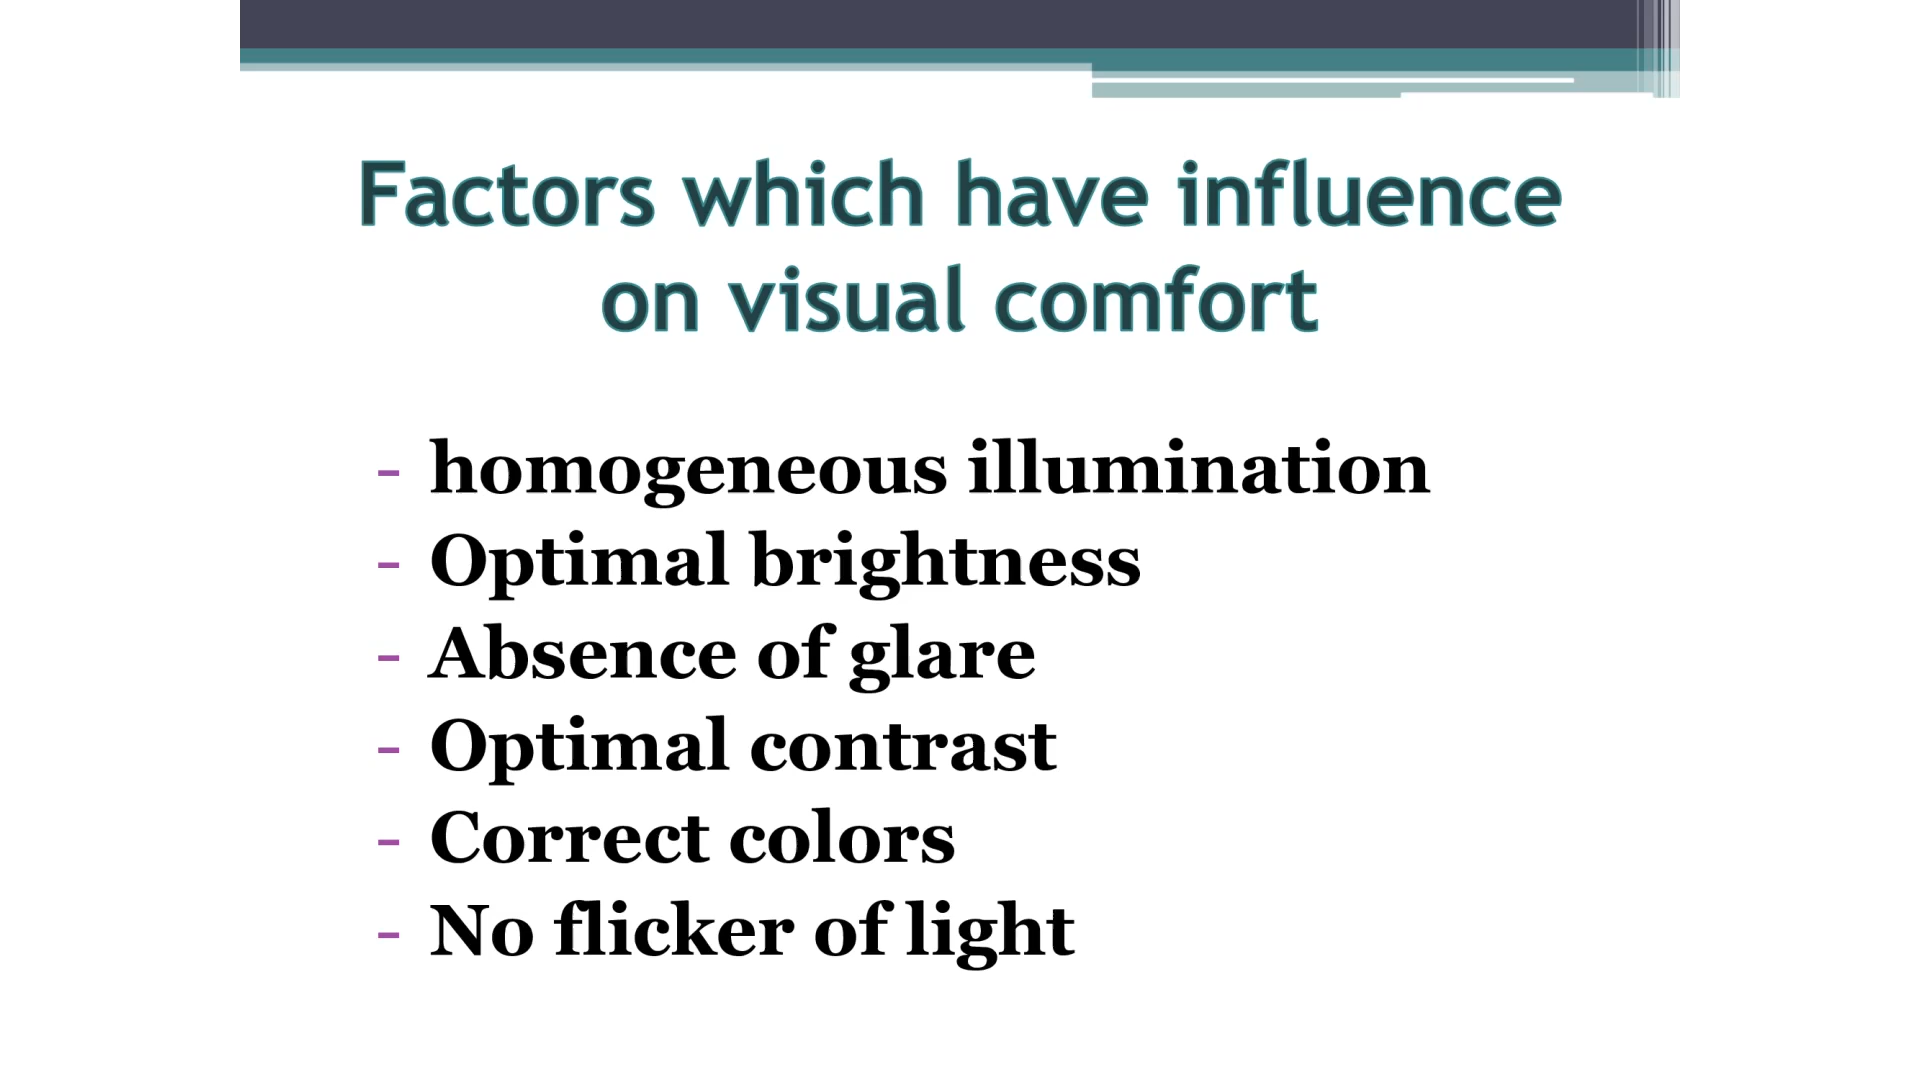 Factors which have influence
on visual comfort
- homogeneous illumination
- Optimal brightness
- Absence of glare
- Optimal contrast
- Correct colors
- No flicker of light